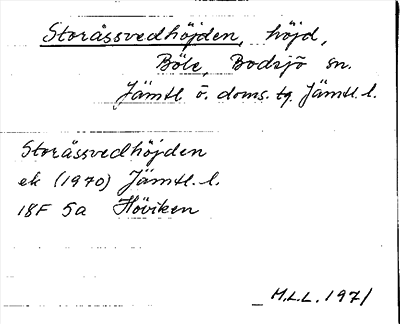 Storåssvedhöjden, höjd,
Böle, Bodsjö sn.
Jämtl ö. doms. tg. Jämtl. l.
Storåssvedhöjden
ek (1970) Jämtl. l.
18F 5a Höviken
M.L.L. 1971